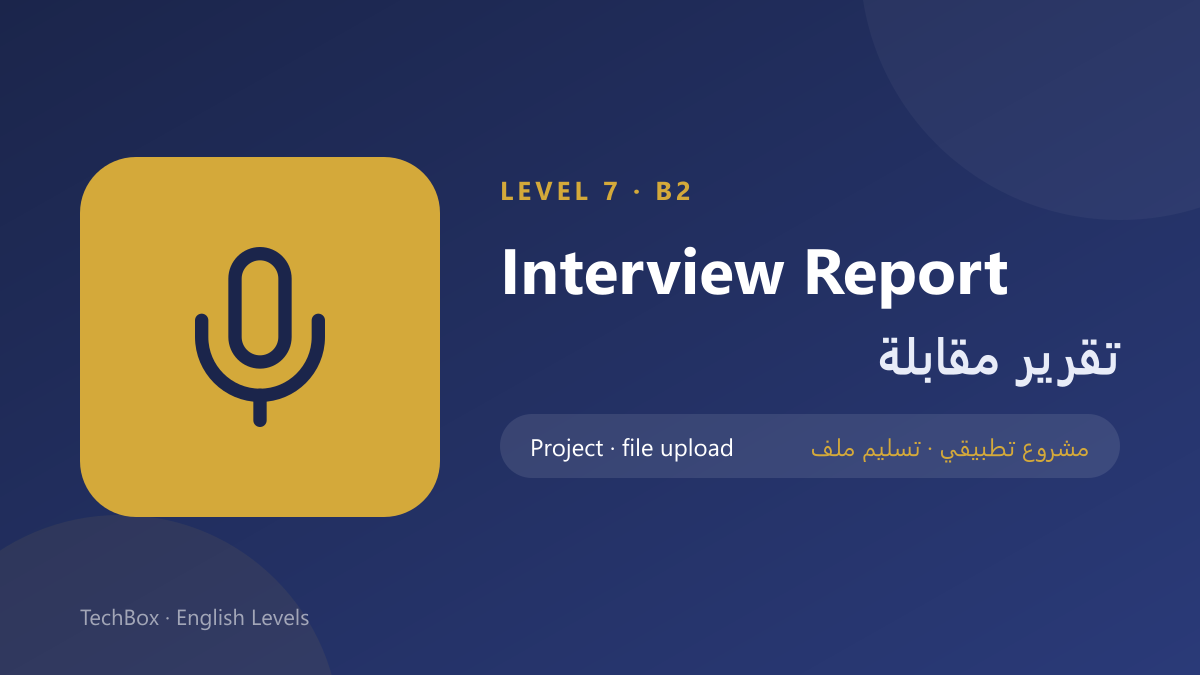 LEVEL 7 · B2
Interview Report
تقرير مقابلة
Project · file upload
مشروع تطبيقي · تسليم ملف
TechBox · English Levels